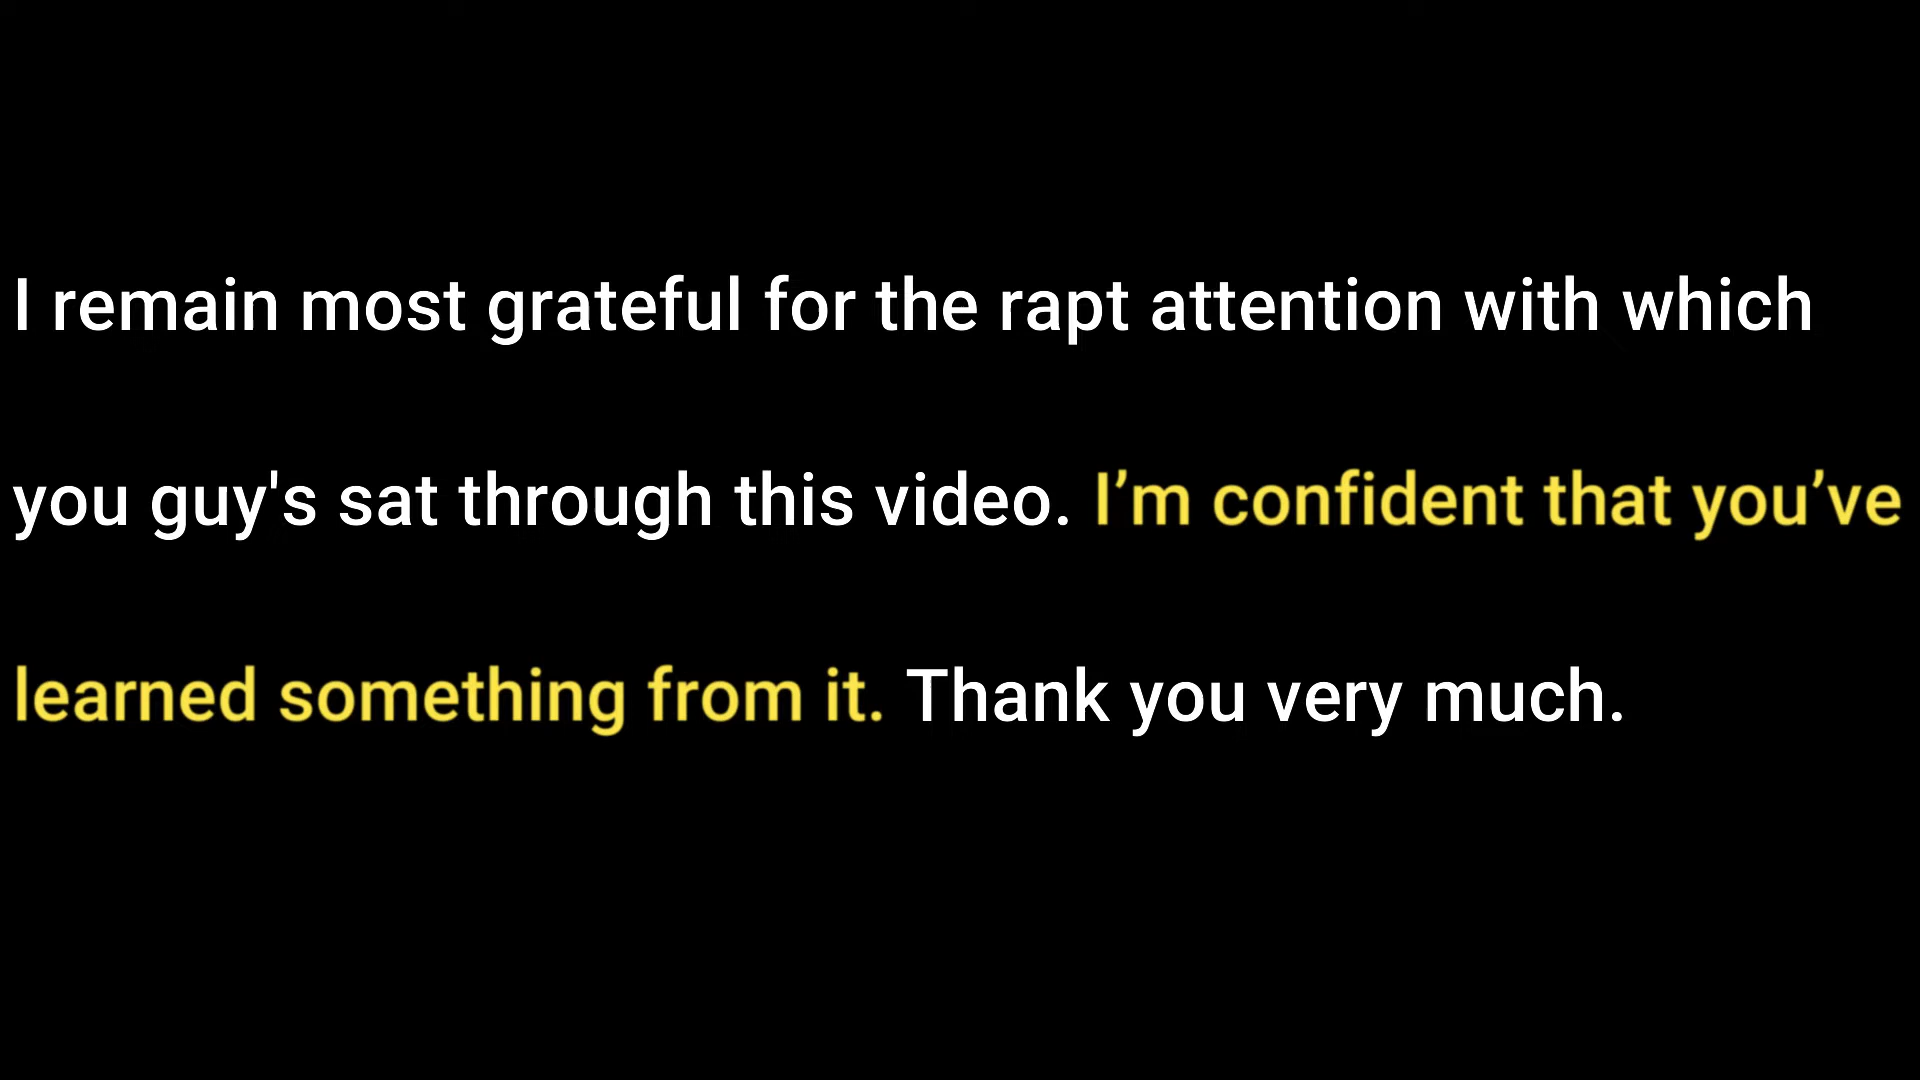 I remain most grateful for the rapt attention with which
you guy's sat through this video. I’m confident that you’ve
learned something from it. Thank you very much.